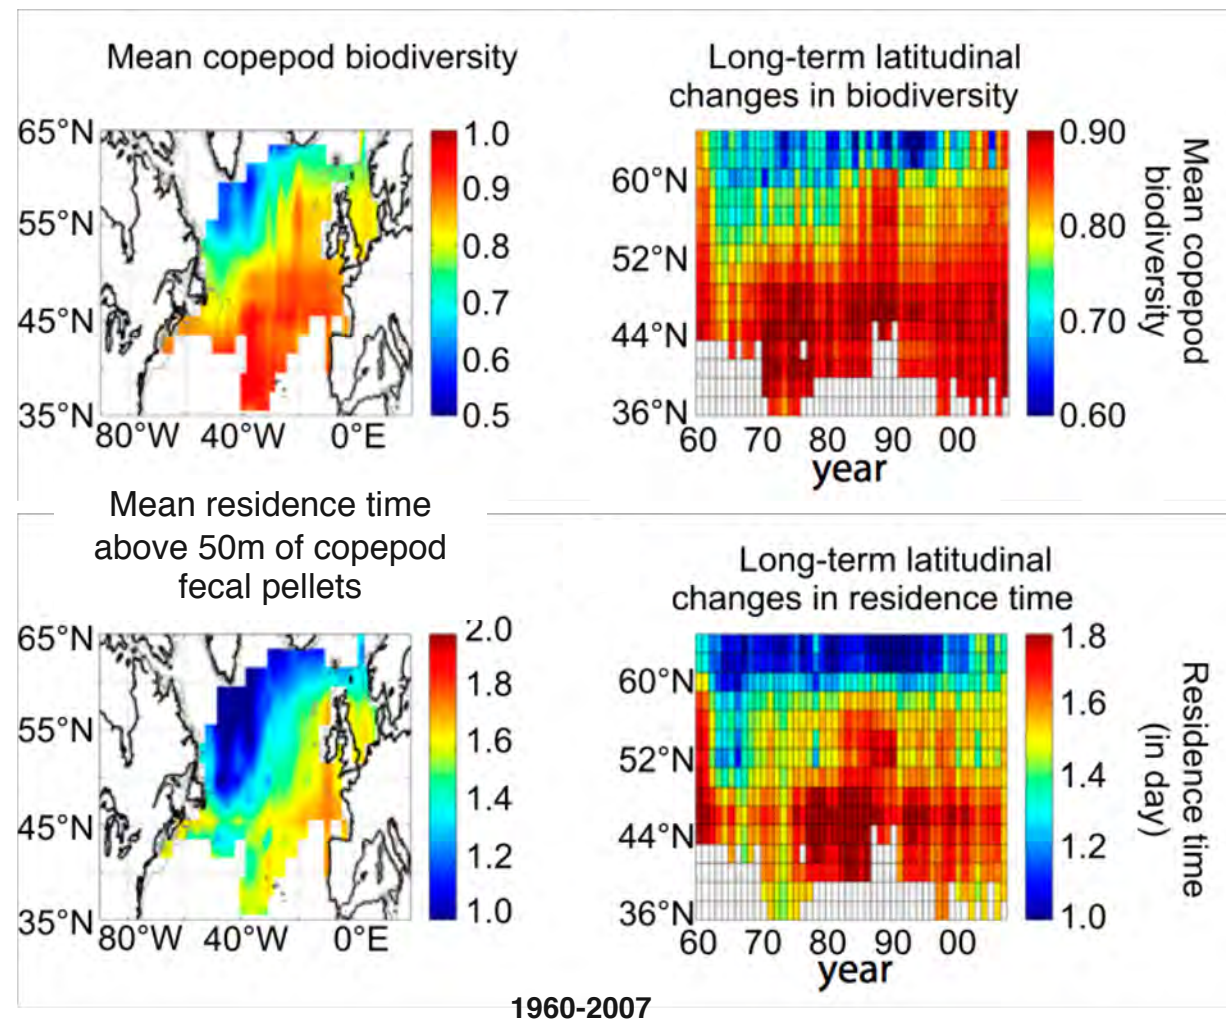 Mean copepod biodiversity
65°N
55°N
45°N
35°N
80°W 40°W 0°E
1.0
0.9
0.8
0.7
0.6
0.5
Long-term latitudinal
changes in biodiversity
60°N
52°N
44°N
36°N
60 70 80 90 00
year
0.90
0.80
0.70
0.60
Mean copepod
biodiversity
Mean residence time
above 50m of copepod
fecal pellets
65°N
55°N
45°N
35°N
80°W 40°W 0°E
2.0
1.8
1.6
1.4
1.2
1.0
Long-term latitudinal
changes in residence time
60°N
52°N
44°N
36°N
60 70 80 90 00
year
1.8
1.6
1.4
1.2
1.0
Residence time
(in day)
1960-2007